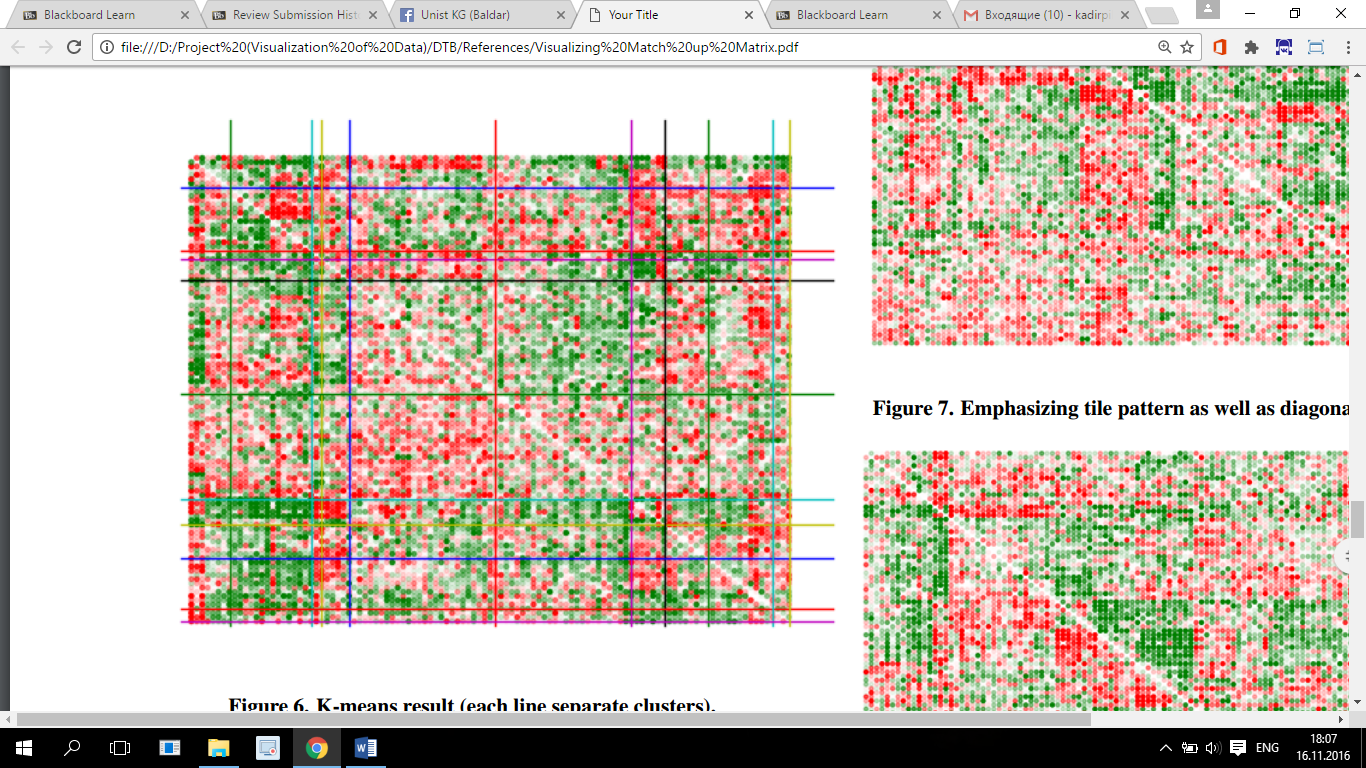 Blackboard Learn
Review Submission Hist
Unist KG (Baldar)
Your Title
Blackboard Learn
Входящие (10) - kadirp
file:///D:/Project%20(Visualization%20of%20Data)/DTB/References/Visualizing%20Match%20up%20Matrix.pdf
Figure 7. Emphasizing tile pattern as well as diagona
Figure 6. K-means result (each line separate clusters).
ENG
18:07
16.11.2016